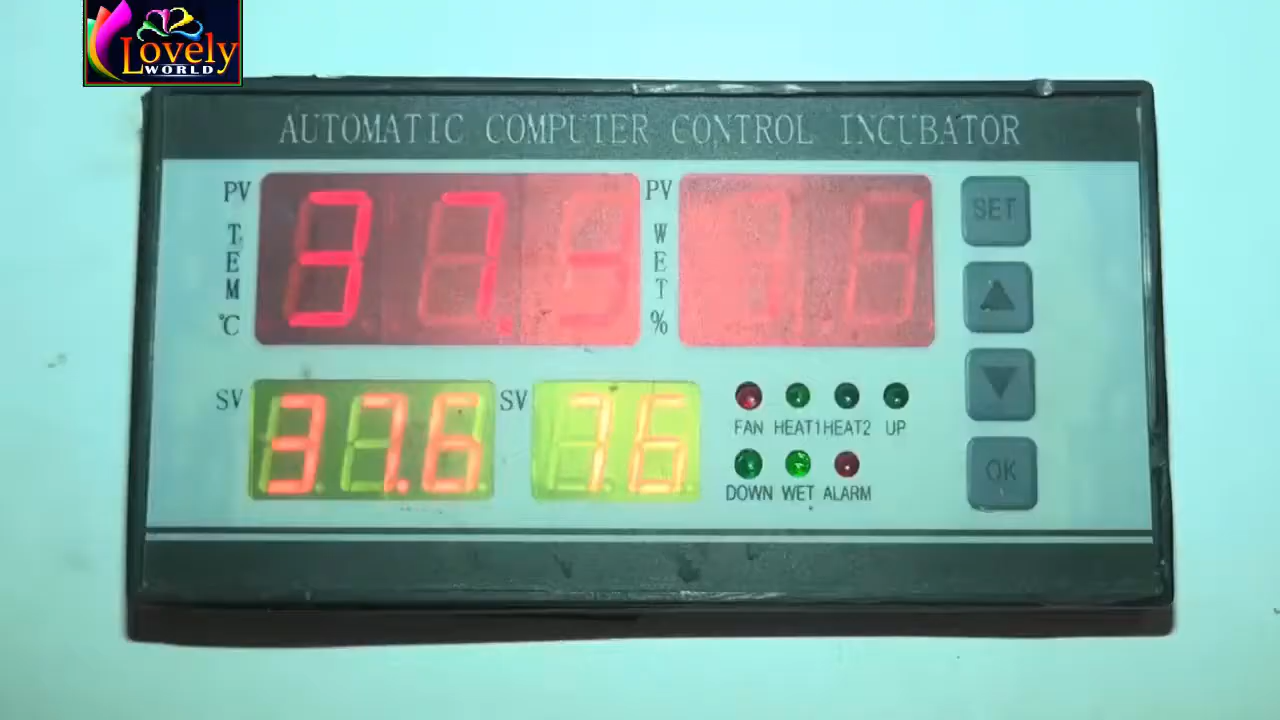 Lovely
WORLD
AUTOMATIC COMPUTER CONTROL INCUBATOR
PV TEM °C 37.
PV WET %
SET
SV 37.6 SV 76
FAN HEAT1 HEAT2 UP
DOWN WET ALARM
OK